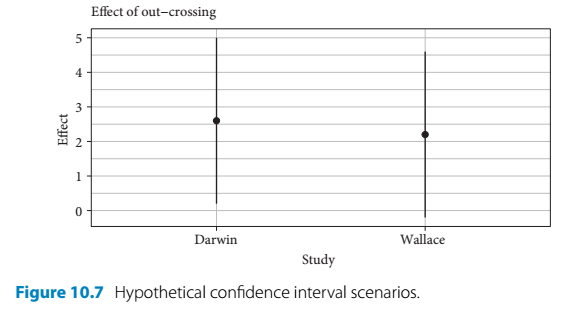 Effect of out−crossing
5
4
3
2
1
0
Effect
Darwin
Wallace
Study
Figure 10.7 Hypothetical confidence interval scenarios.